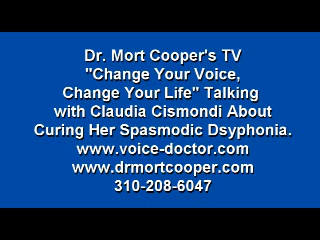 Dr. Mort Cooper's TV
"Change Your Voice,
Change Your Life" Talking
with Claudia Cismondi About
Curing Her Spasmodic Dsyphonia.
www.voice-doctor.com
www.drmortcooper.com
310-208-6047